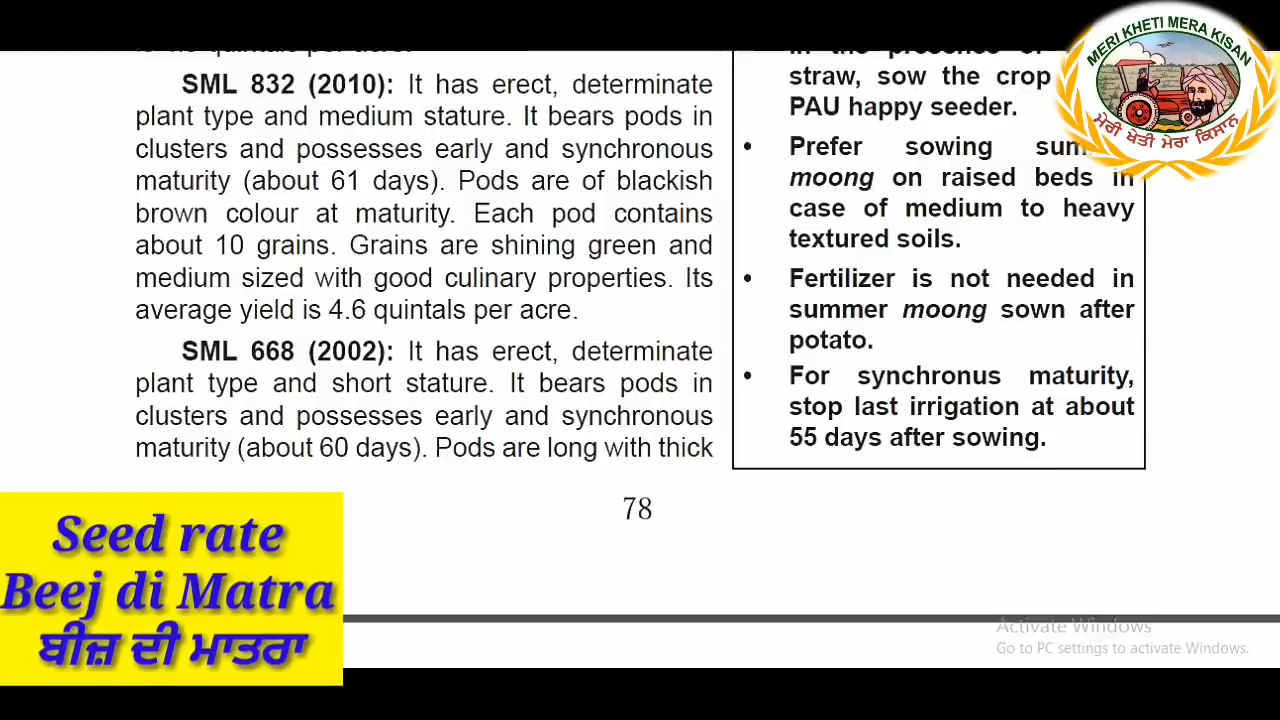 SML 832 (2010): It has erect, determinate
plant type and medium stature. It bears pods in
clusters and possesses early and synchronous
maturity (about 61 days). Pods are of blackish
brown colour at maturity. Each pod contains
about 10 grains. Grains are shining green and
medium sized with good culinary properties. Its
average yield is 4.6 quintals per acre.
SML 668 (2002): It has erect, determinate
plant type and short stature. It bears pods in
clusters and possesses early and synchronous
maturity (about 60 days). Pods are long with thick
in the presence of
straw, sow the crop
PAU happy seeder.
• Prefer sowing
moong on raised beds in
case of medium to heavy
textured soils.
• Fertilizer is not needed in
summer moong sown after
potato.
• For synchronus maturity,
stop last irrigation at about
55 days after sowing.
78
MERI KHETI MERA KISAN
ਮੇਰੀ ਖੇਤੀ ਮੇਰਾ ਕਿਸਾਨ
Seed rate
Beej di Matra
ਬੀਜ਼ ਦੀ ਮਾਤਰਾ
Activate Windows
Go to PC settings to activate Windows.